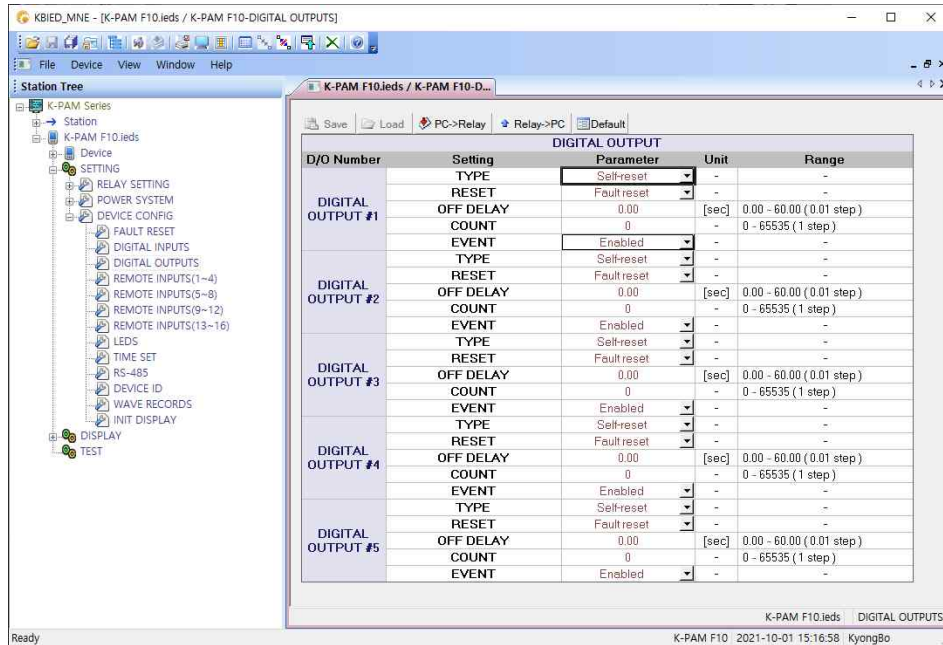 KBIED_MNE - [K-PAM F10.ieds / K-PAM F10-DIGITAL OUTPUTS]
File Device View Window Help
Station Tree
K-PAM F10.ieds / K-PAM F10-D...
K-PAM Series
Station
K-PAM F10.ieds
Device
SETTING
RELAY SETTING
POWER SYSTEM
DEVICE CONFIG
FAULT RESET
DIGITAL INPUTS
DIGITAL OUTPUTS
REMOTE INPUTS(1~4)
REMOTE INPUTS(5~8)
REMOTE INPUTS(9~12)
REMOTE INPUTS(13~16)
LEDS
TIME SET
RS-485
DEVICE ID
WAVE RECORDS
INIT DISPLAY
DISPLAY
TEST
Save Load PC->Relay Relay->PC Default
DIGITAL OUTPUT
D/O Number Setting Parameter Unit Range
DIGITAL OUTPUT #1
TYPE Self-reset - -
RESET Fault reset - -
OFF DELAY 0.00 [sec] 0.00 - 60.00 ( 0.01 step )
COUNT 0 - 0 - 65535 ( 1 step )
EVENT Enabled - -
DIGITAL OUTPUT #2
TYPE Self-reset - -
RESET Fault reset - -
OFF DELAY 0.00 [sec] 0.00 - 60.00 ( 0.01 step )
COUNT 0 - 0 - 65535 ( 1 step )
EVENT Enabled - -
DIGITAL OUTPUT #3
TYPE Self-reset - -
RESET Fault reset - -
OFF DELAY 0.00 [sec] 0.00 - 60.00 ( 0.01 step )
COUNT 0 - 0 - 65535 ( 1 step )
EVENT Enabled - -
DIGITAL OUTPUT #4
TYPE Self-reset - -
RESET Fault reset - -
OFF DELAY 0.00 [sec] 0.00 - 60.00 ( 0.01 step )
COUNT 0 - 0 - 65535 ( 1 step )
EVENT Enabled - -
DIGITAL OUTPUT #5
TYPE Self-reset - -
RESET Fault reset - -
OFF DELAY 0.00 [sec] 0.00 - 60.00 ( 0.01 step )
COUNT 0 - 0 - 65535 ( 1 step )
EVENT Enabled - -
K-PAM F10.ieds DIGITAL OUTPUTS
Ready K-PAM F10 2021-10-01 15:16:58 KyongBo